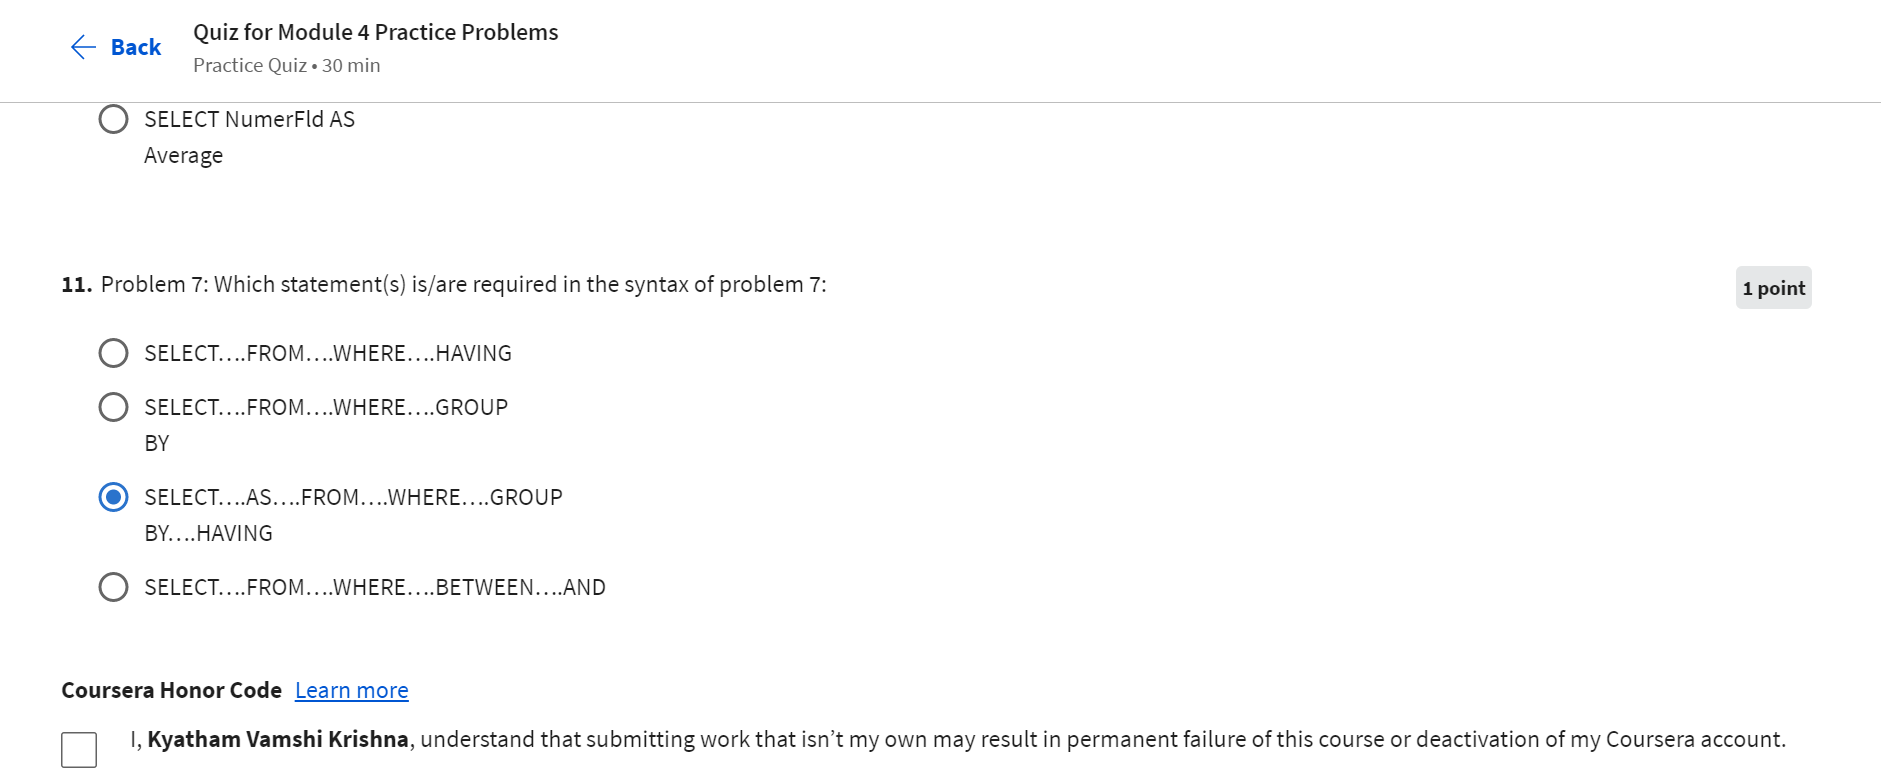 Back
Quiz for Module 4 Practice Problems
Practice Quiz • 30 min
SELECT NumerFld AS
Average
11. Problem 7: Which statement(s) is/are required in the syntax of problem 7:
1 point
SELECT….FROM….WHERE….HAVING
SELECT….FROM….WHERE….GROUP
BY
SELECT….AS….FROM….WHERE….GROUP
BY….HAVING
SELECT….FROM….WHERE….BETWEEN….AND
Coursera Honor Code Learn more
I, Kyatham Vamshi Krishna, understand that submitting work that isn’t my own may result in permanent failure of this course or deactivation of my Coursera account.